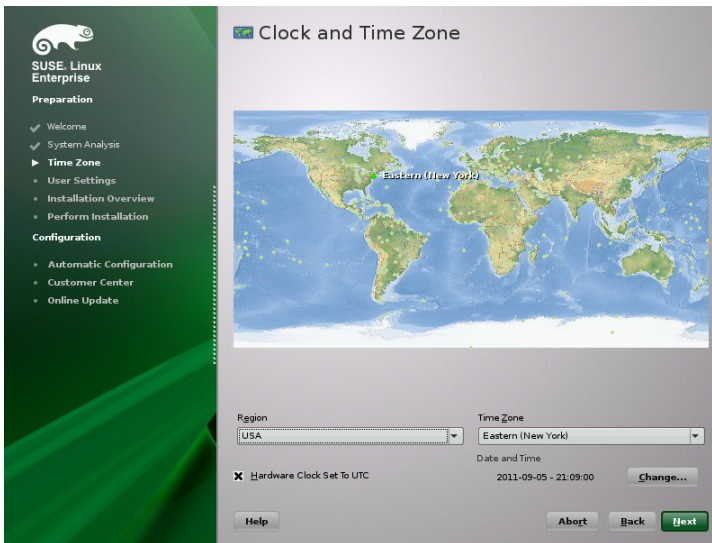 SUSE. Linux
Enterprise
Preparation
Welcome
System Analysis
Time Zone
User Settings
Installation Overview
Perform Installation
Configuration
Automatic Configuration
Customer Center
Online Update
Clock and Time Zone
Eastern (New York)
Region
USA
Time Zone
Eastern (New York)
Hardware Clock Set To UTC
Date and Time
2011-09-05 - 21:09:00
Change...
Help
Abort
Back
Next